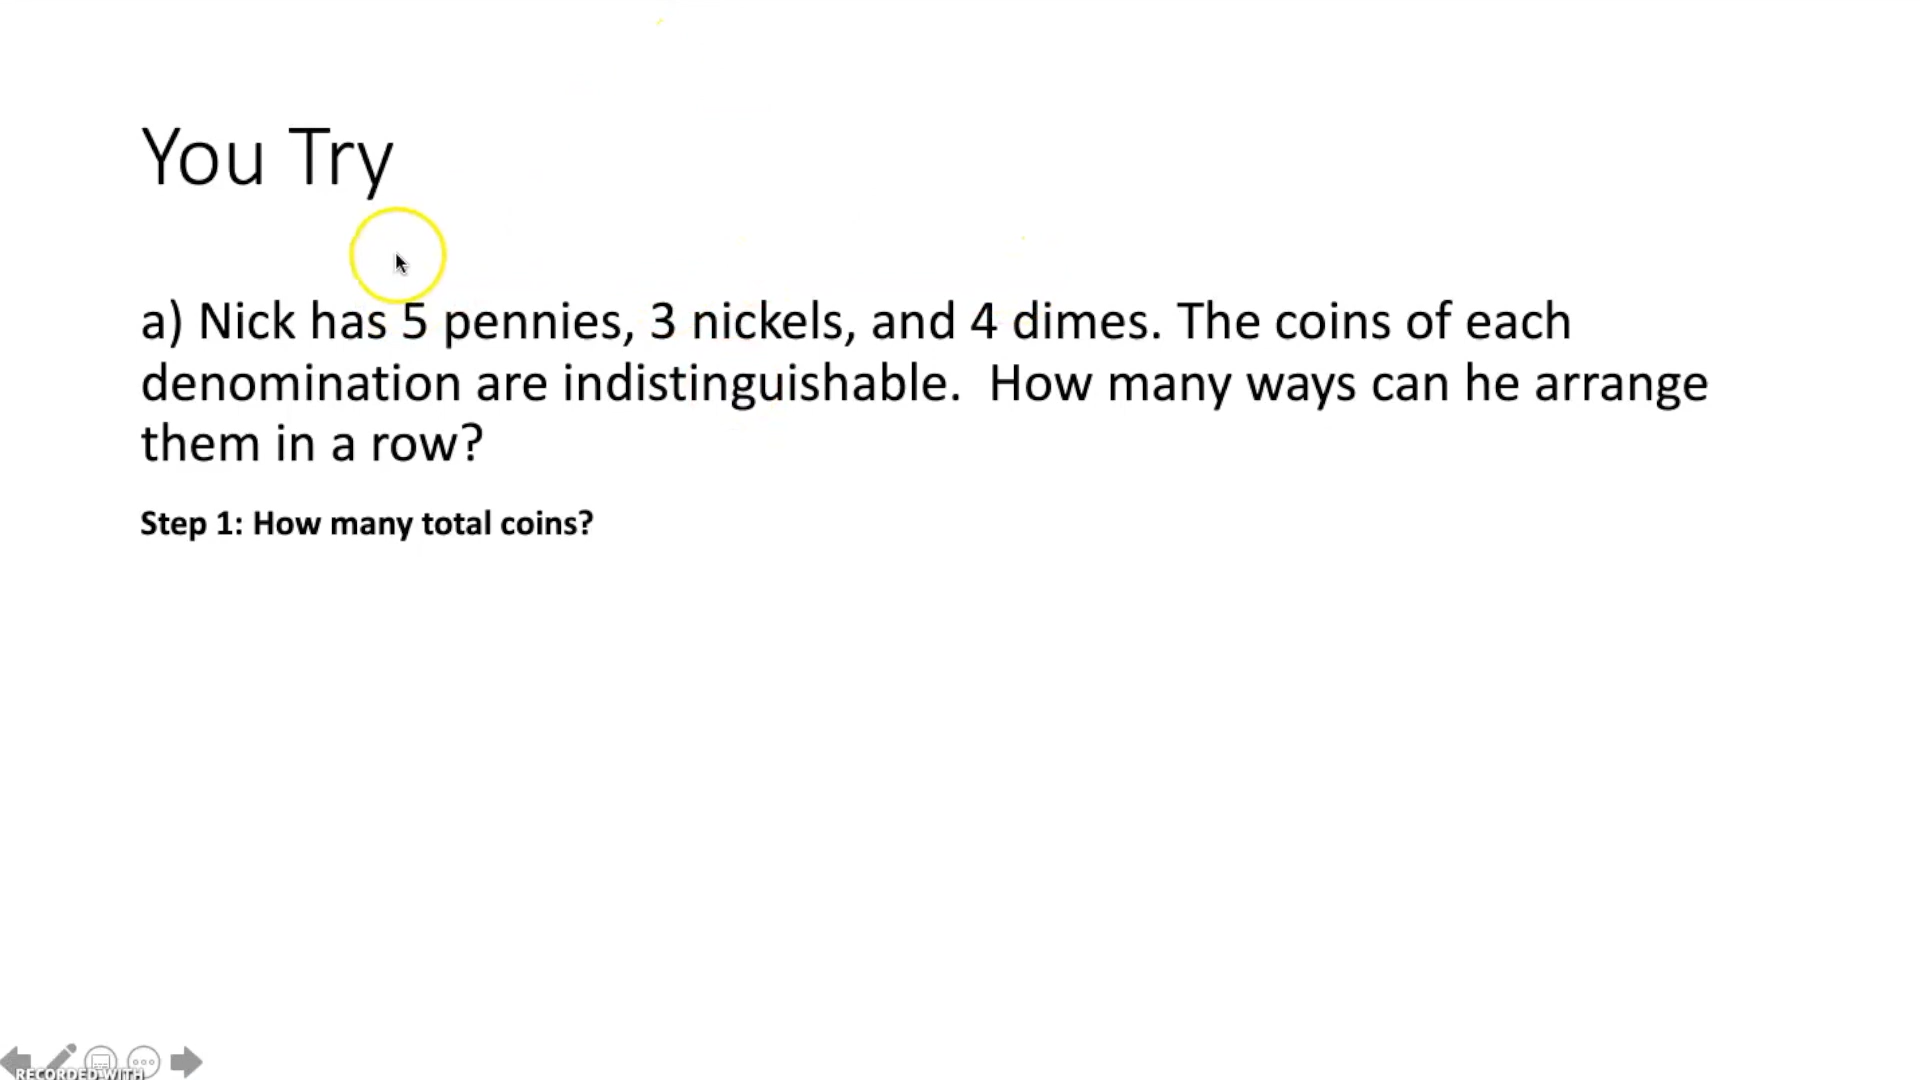 You Try
a) Nick has 5 pennies, 3 nickels, and 4 dimes. The coins of each
denomination are indistinguishable.  How many ways can he arrange
them in a row?
Step 1: How many total coins?
RECORDED WITH